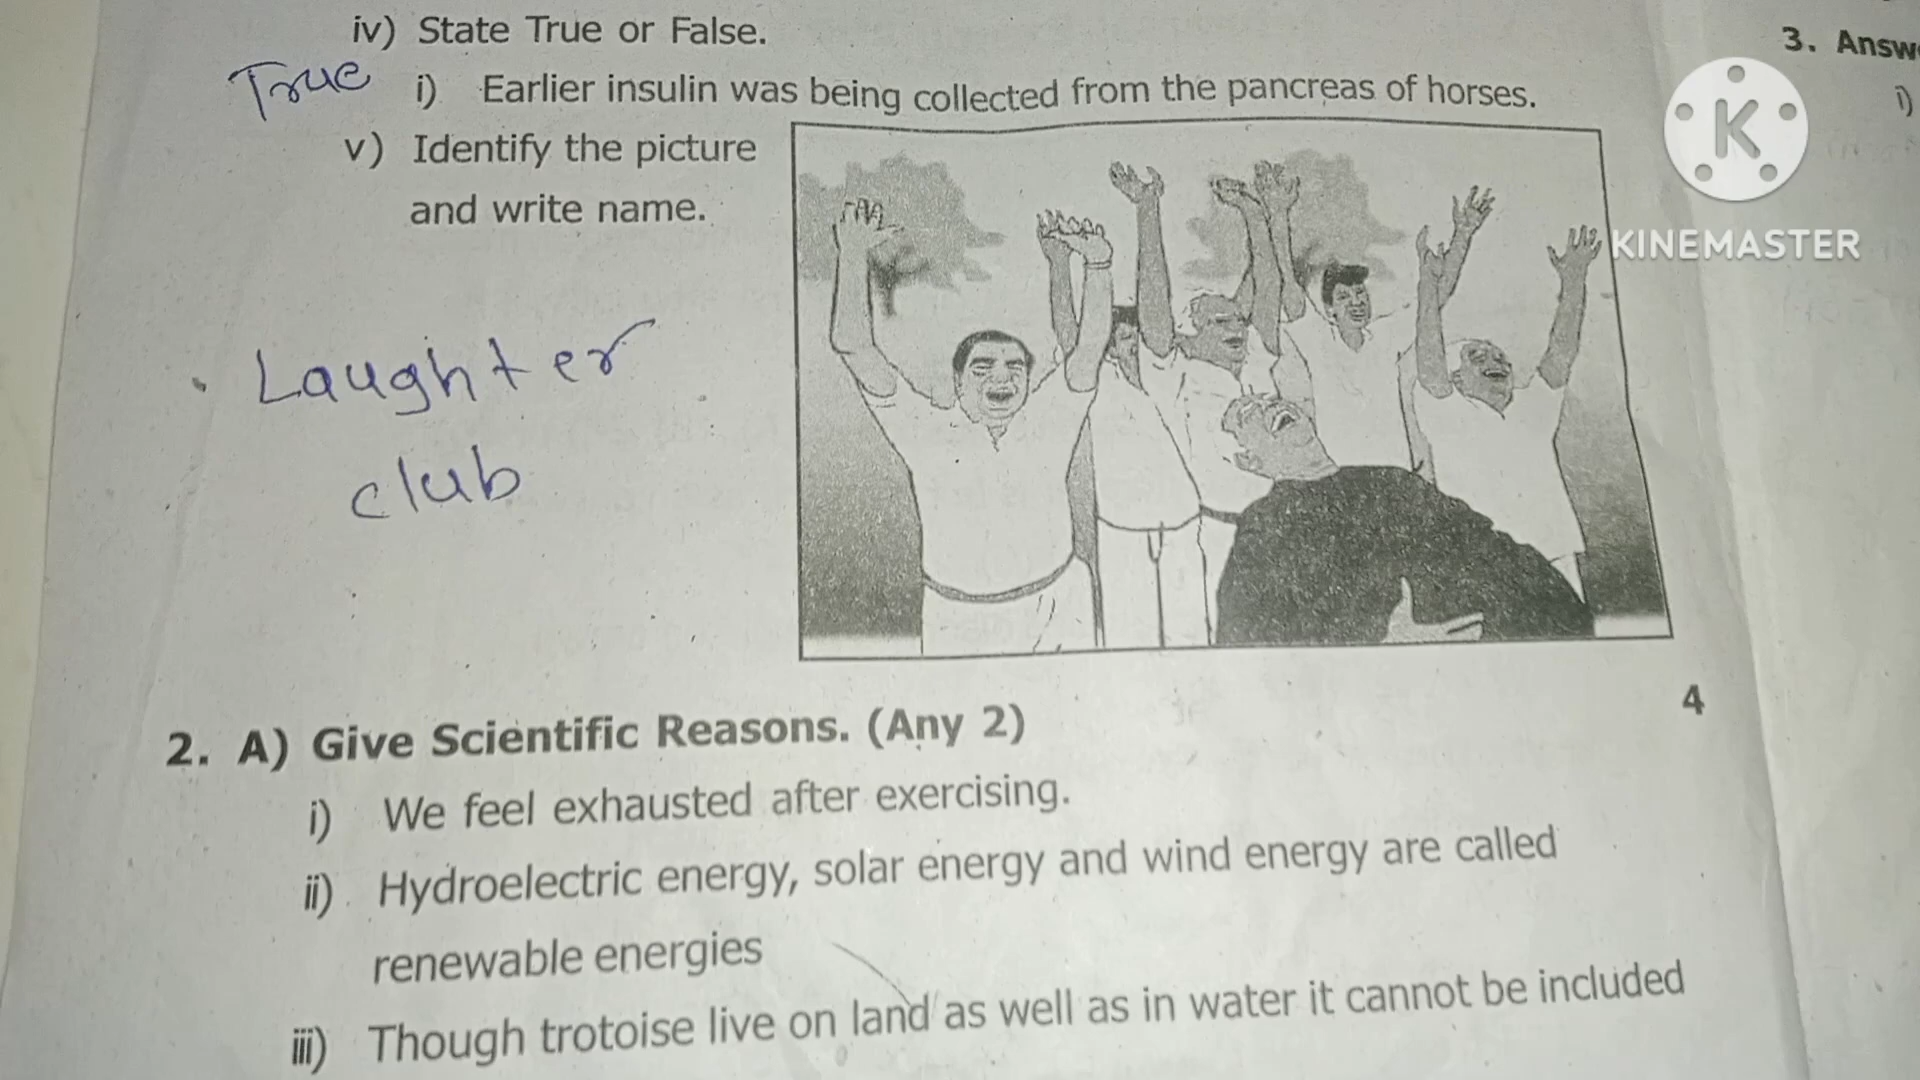 iv) State True or False.
True i) Earlier insulin was being collected from the pancreas of horses.
v) Identify the picture
and write name.
Laughter
club
2. A) Give Scientific Reasons. (Any 2) 4
i) We feel exhausted after exercising.
ii) Hydroelectric energy, solar energy and wind energy are called
renewable energies
iii) Though trotoise live on land as well as in water it cannot be included
3. Answ
i)
K
KINEMASTER